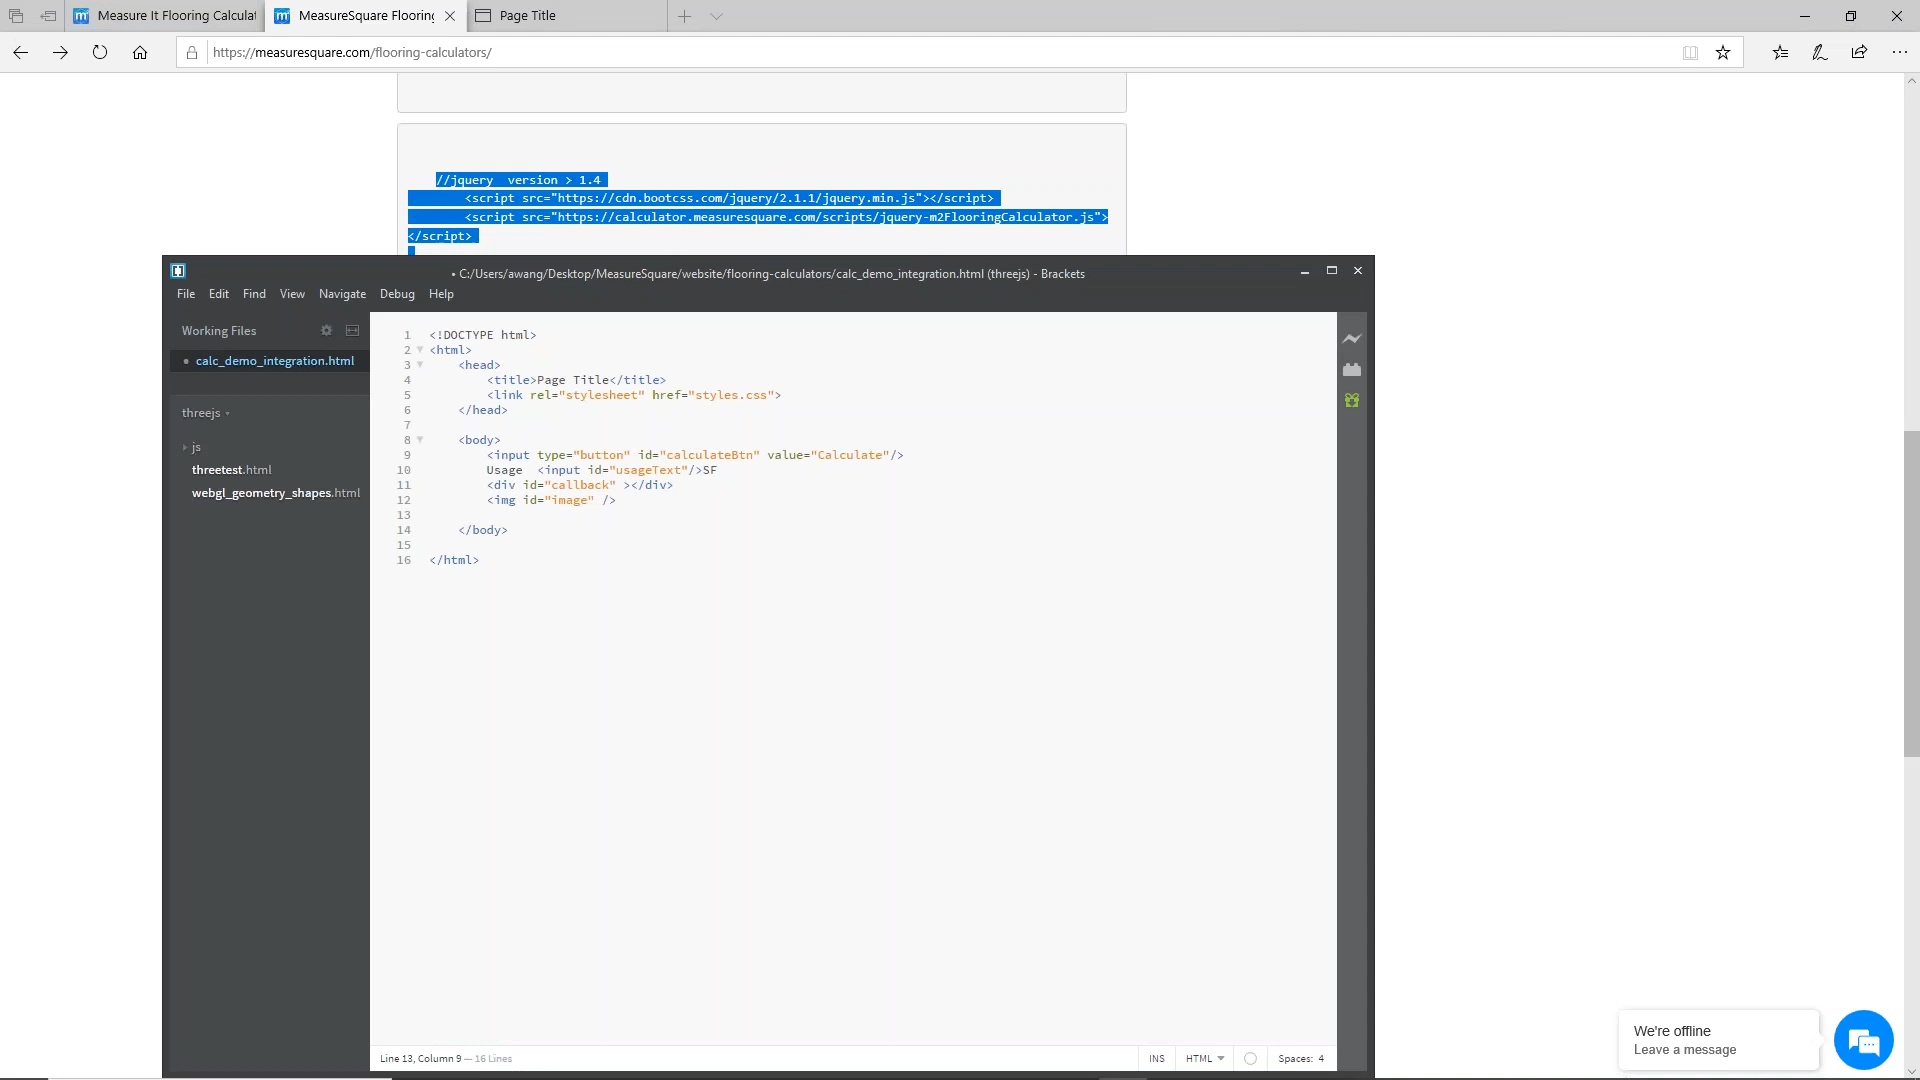 Measure It Flooring Calculat
MeasureSquare Flooring
Page Title
https://measuresquare.com/flooring-calculators/
//jquery  version > 1.4
<script src="https://cdn.bootcss.com/jquery/2.1.1/jquery.min.js"></script>
<script src="https://calculator.measuresquare.com/scripts/jquery-m2FlooringCalculator.js">
</script>
• C:/Users/awang/Desktop/MeasureSquare/website/flooring-calculators/calc_demo_integration.html (threejs) - Brackets
File Edit Find View Navigate Debug Help
Working Files
• calc_demo_integration.html
threejs
js
threetest.html
webgl_geometry_shapes.html
1 <!DOCTYPE html>
2 <html>
3 <head>
4 <title>Page Title</title>
5 <link rel="stylesheet" href="styles.css">
6 </head>
7
8 <body>
9 <input type="button" id="calculateBtn" value="Calculate"/>
10 Usage  <input id="usageText"/>SF
11 <div id="callback" ></div>
12 <img id="image" />
13
14 </body>
15
16 </html>
Line 13, Column 9 — 16 Lines
INS HTML Spaces: 4
We're offline
Leave a message